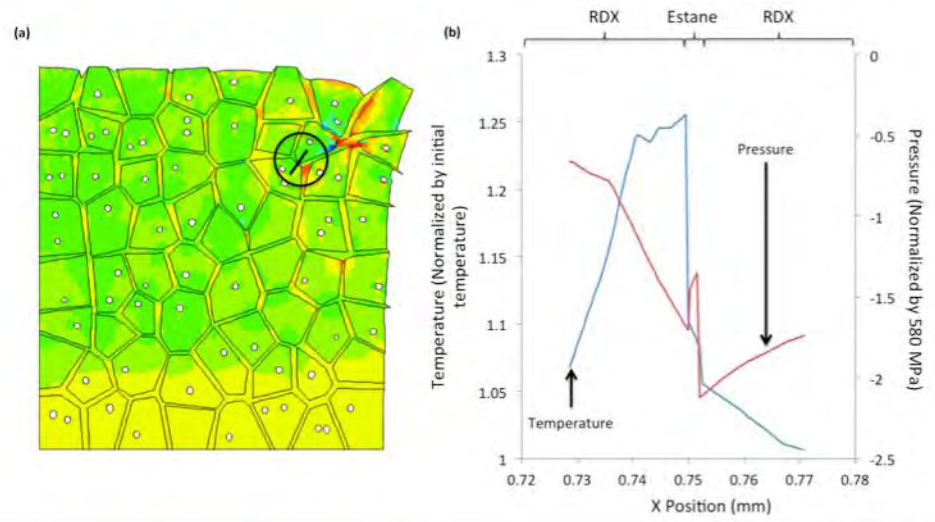 (a)
(b)
RDX Estane RDX
Temperature (Normalized by initial
temperature)
1.3
1.25
1.2
1.15
1.1
1.05
1
0
-0.5
-1
-1.5
-2
-2.5
Pressure (Normalized by 580 MPa)
Pressure
Temperature
0.72 0.73 0.74 0.75 0.76 0.77 0.78
X Position (mm)